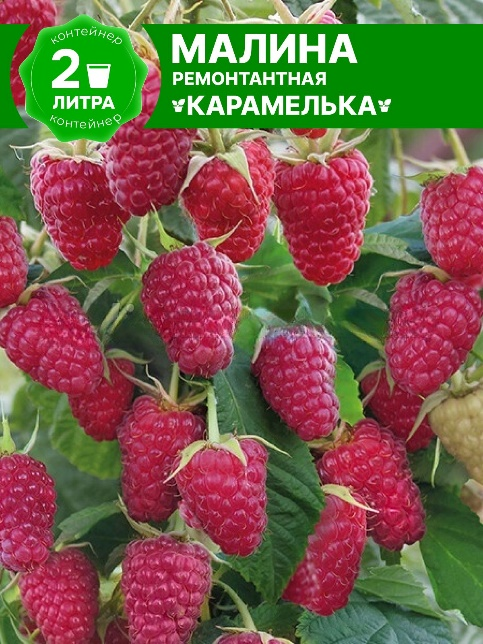 контейнер
2
ЛИТРА
контейнер
МАЛИНА
РЕМОНТАНТНАЯ
КАРАМЕЛЬКА